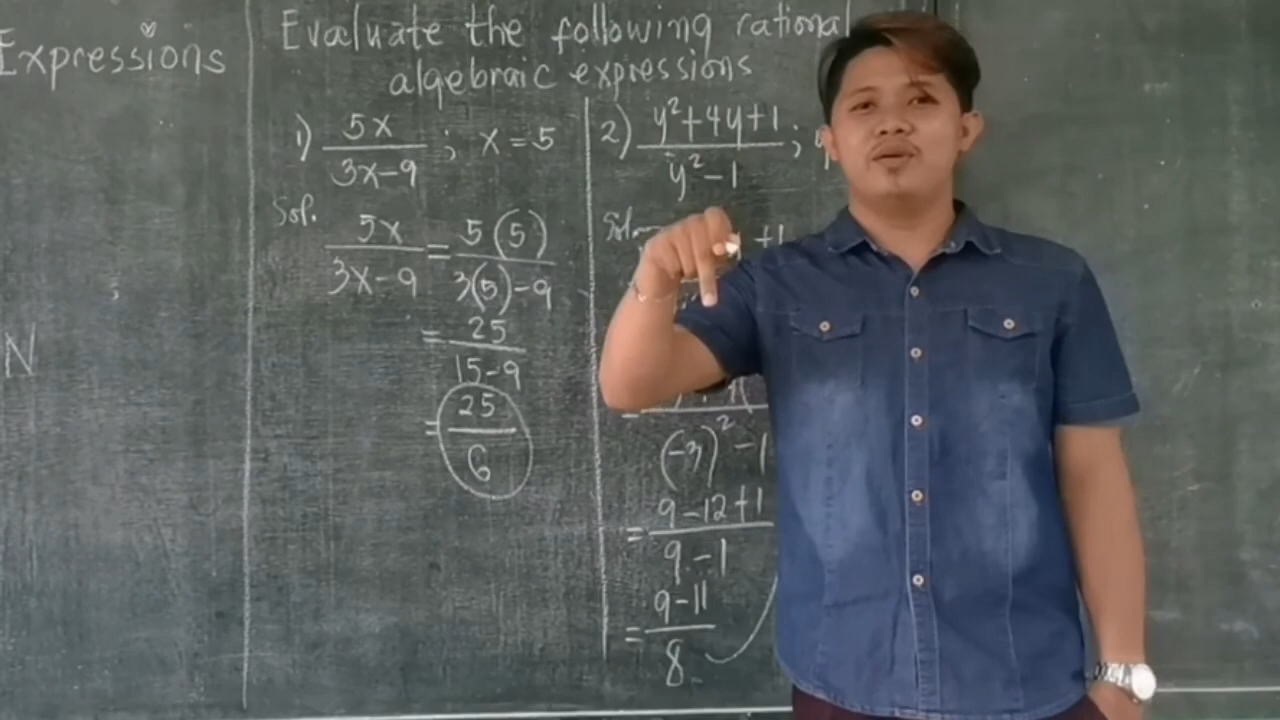 Expressions
N
Evaluate the following rational
algebraic expressions
1) 5x / 3x-9 ; x = 5
Sol.
5x / 3x-9 = 5(5) / 3(5)-9
= 25 / 15-9
= 25 / 6
2) y²+4y+1 / y²-1 ;
+1
=
(-3)²-1
= 9-12+1 / 9-1
= 9-11 / 8